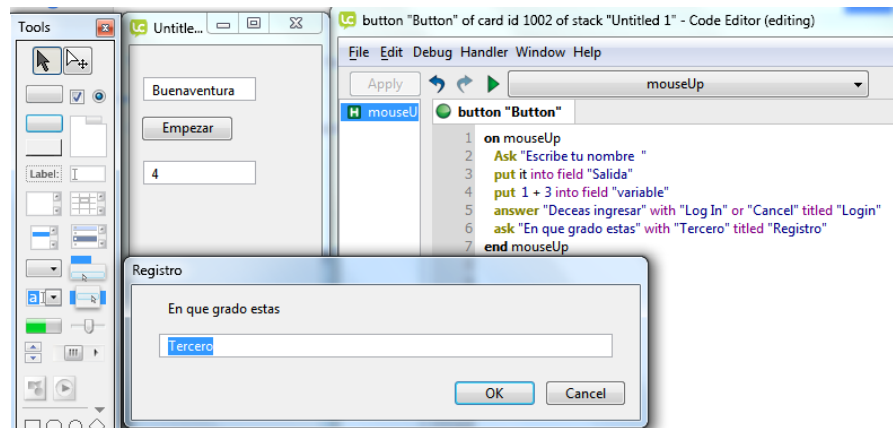 Tools
Label:
Untitle...
Buenaventura
Empezar
4
button "Button" of card id 1002 of stack "Untitled 1" - Code Editor (editing)
File Edit Debug Handler Window Help
Apply
mouseUp
H mouseU
button "Button"
1 on mouseUp
2 Ask "Escribe tu nombre "
3 put it into field "Salida"
4 put 1 + 3 into field "variable"
5 answer "Deceas ingresar" with "Log In" or "Cancel" titled "Login"
6 ask "En que grado estas" with "Tercero" titled "Registro"
7 end mouseUp
Registro
En que grado estas
Tercero
OK Cancel